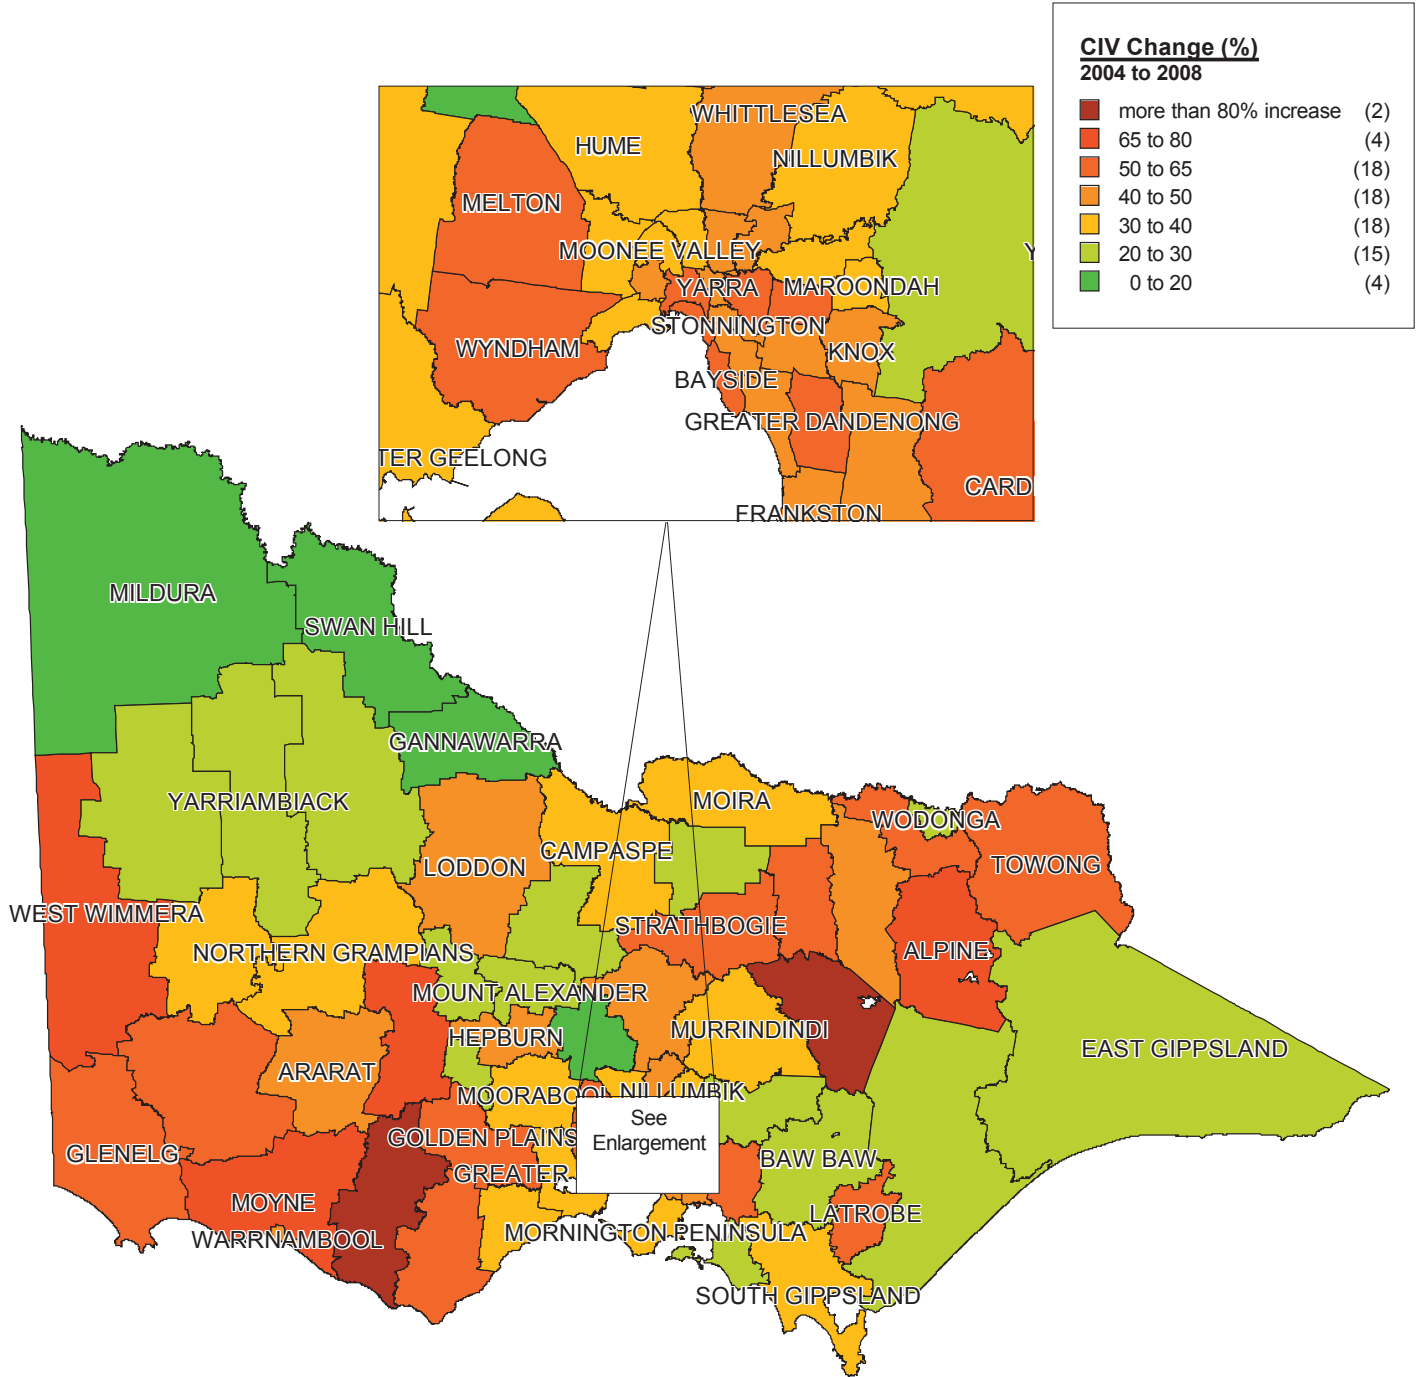 CIV Change (%)
2004 to 2008
more than 80% increase (2)
65 to 80 (4)
50 to 65 (18)
40 to 50 (18)
30 to 40 (18)
20 to 30 (15)
0 to 20 (4)
WHITTLESEA
HUME
NILLUMBIK
MELTON
MOONEE VALLEY
Y
YARRA
MAROONDAH
STONNINGTON
WYNDHAM
KNOX
BAYSIDE
GREATER DANDENONG
TER GEELONG
CARD
FRANKSTON
MILDURA
SWAN HILL
GANNAWARRA
YARRIAMBIACK
MOIRA
WODONGA
CAMPASPE
LODDON
TOWONG
WEST WIMMERA
STRATHBOGIE
NORTHERN GRAMPIANS
ALPINE
MOUNT ALEXANDER
MURRINDINDI
HEPBURN
EAST GIPPSLAND
ARARAT
MOORABOOL
NILLUMBIK
See
Enlargement
GOLDEN PLAINS
GLENELG
BAW BAW
GREATER
MOYNE
LATROBE
WARRNAMBOOL
MORNINGTON PENINSULA
SOUTH GIPPSLAND